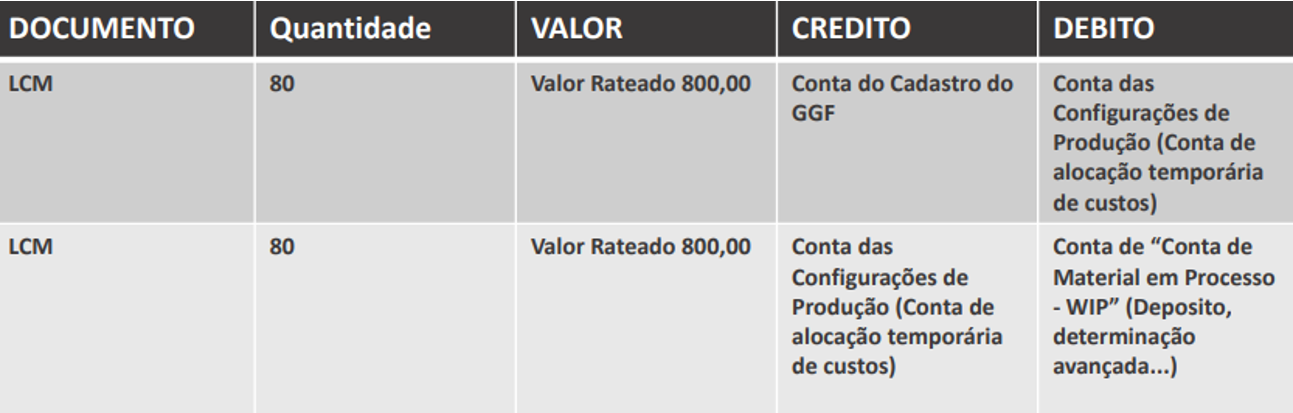 DOCUMENTO Quantidade VALOR CREDITO DEBITO
LCM 80 Valor Rateado 800,00 Conta do Cadastro do
GGF
Conta das
Configurações de
Produção (Conta de
alocação temporária
de custos)
LCM 80 Valor Rateado 800,00 Conta das
Configurações de
Produção (Conta de
alocação temporária
de custos)
Conta de “Conta de
Material em Processo
- WIP” (Deposito,
determinação
avançada...)